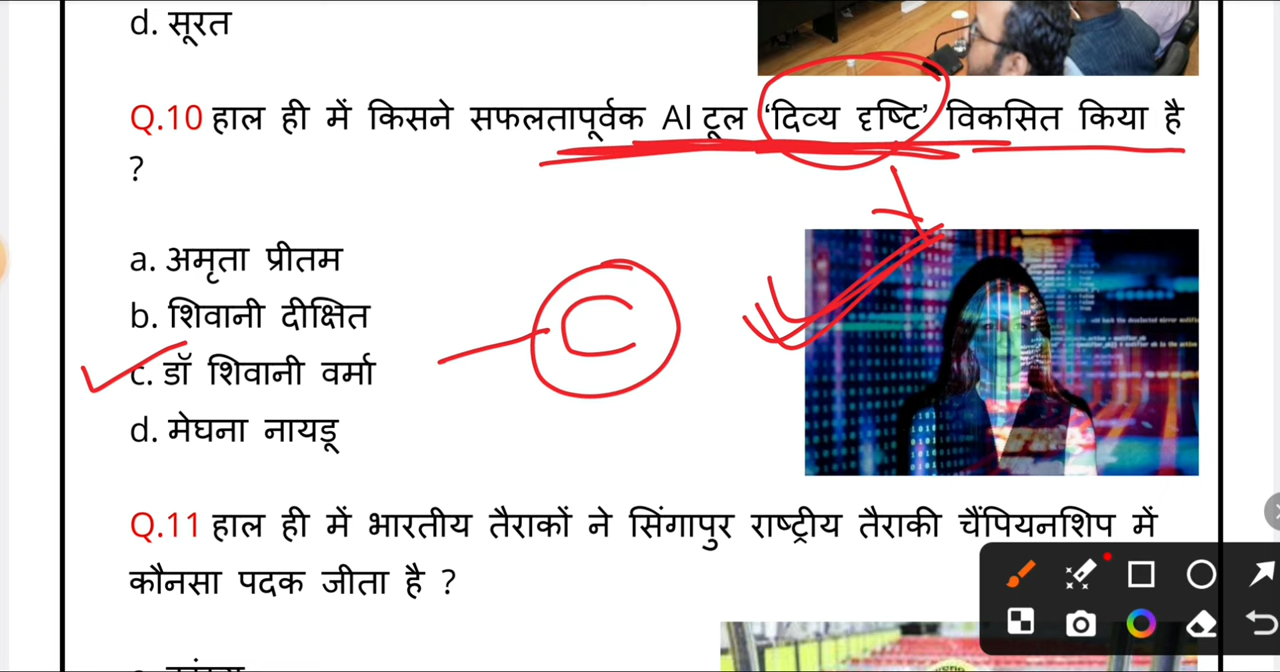 d. सूरत
Q.10 हाल ही में किसने सफलतापूर्वक AI टूल ‘दिव्य दृष्टि’ विकसित किया है
?
a. अमृता प्रीतम
b. शिवानी दीक्षित
c. डॉ शिवानी वर्मा
C
d. मेघना नायडू
Q.11 हाल ही में भारतीय तैराकों ने सिंगापुर राष्ट्रीय तैराकी चैंपियनशिप में
कौनसा पदक जीता है ?